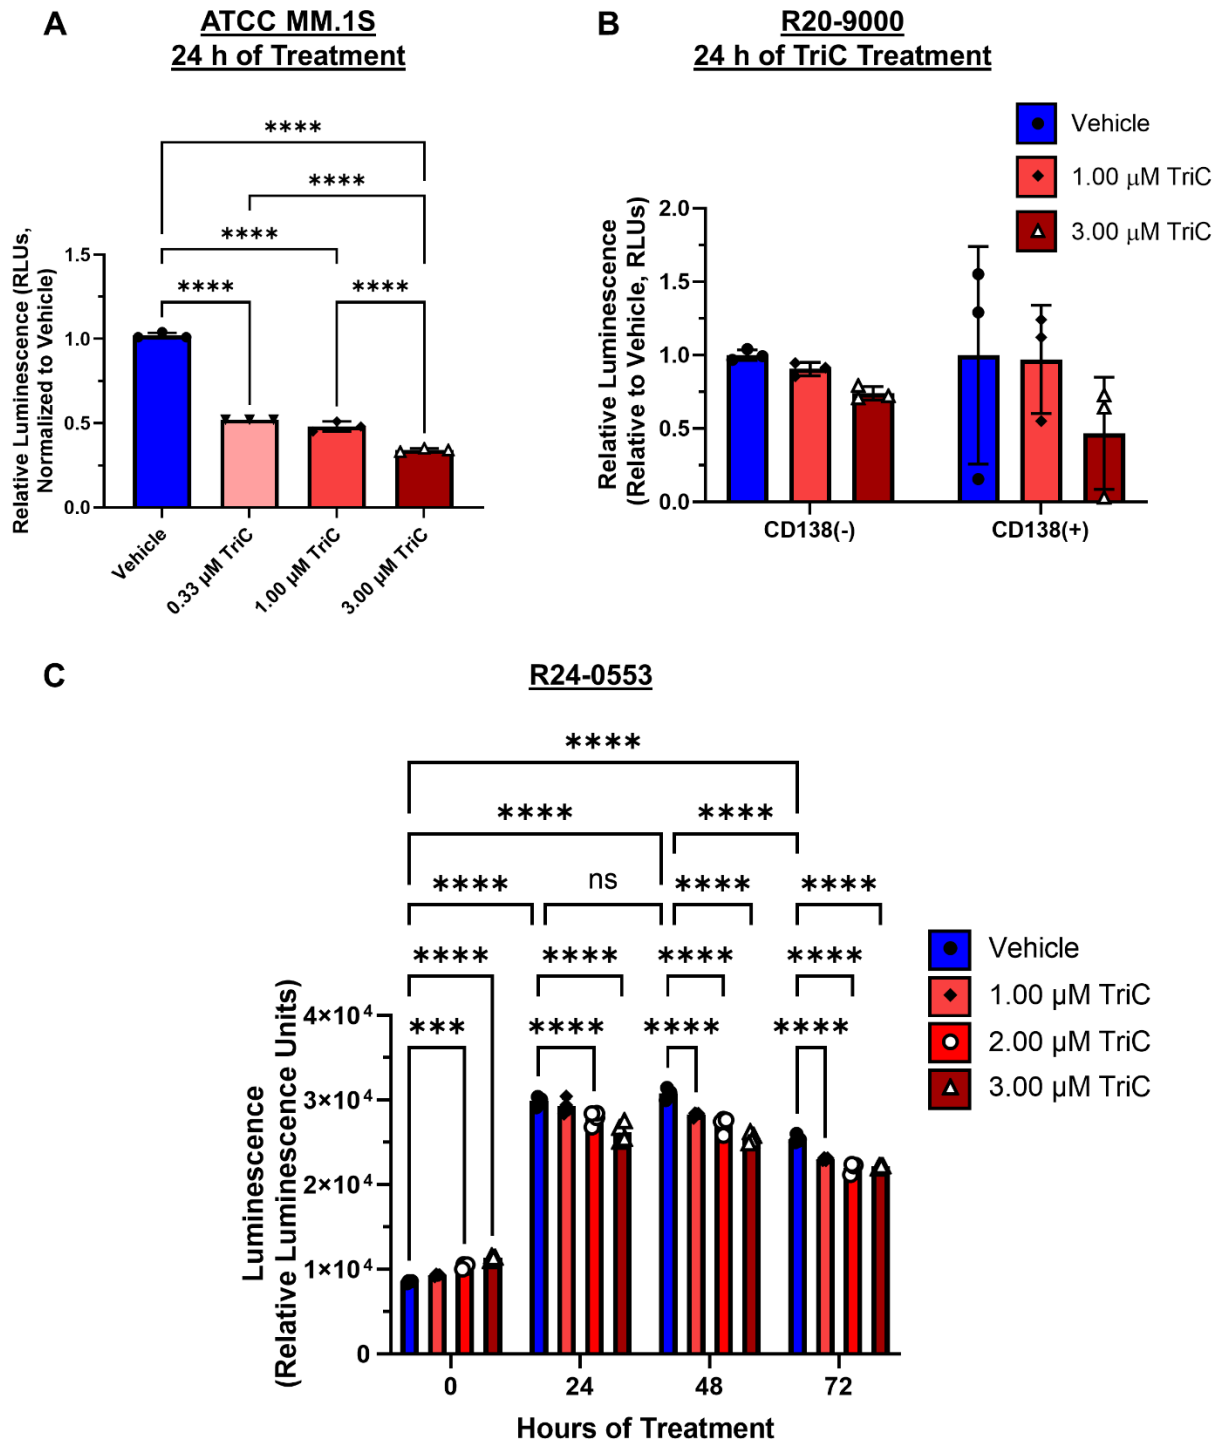 A
ATCC MM.1S
24 h of Treatment
****
****
****
****
****
Relative Luminescence (RLUs,
Normalized to Vehicle)
1.5
1.0
0.5
0.0
Vehicle
0.33 µM TriC
1.00 µM TriC
3.00 µM TriC
B
R20-9000
24 h of TriC Treatment
Vehicle
1.00 µM TriC
3.00 µM TriC
Relative Luminescence
(Relative to Vehicle, RLUs)
2.0
1.5
1.0
0.5
0.0
CD138(-)
CD138(+)
C
R24-0553
****
**** ****
**** ns **** ****
**** **** **** ****
*** **** **** ****
Vehicle
1.00 µM TriC
2.00 µM TriC
3.00 µM TriC
Luminescence
(Relative Luminescence Units)
4×10⁴
3×10⁴
2×10⁴
1×10⁴
0
0 24 48 72
Hours of Treatment